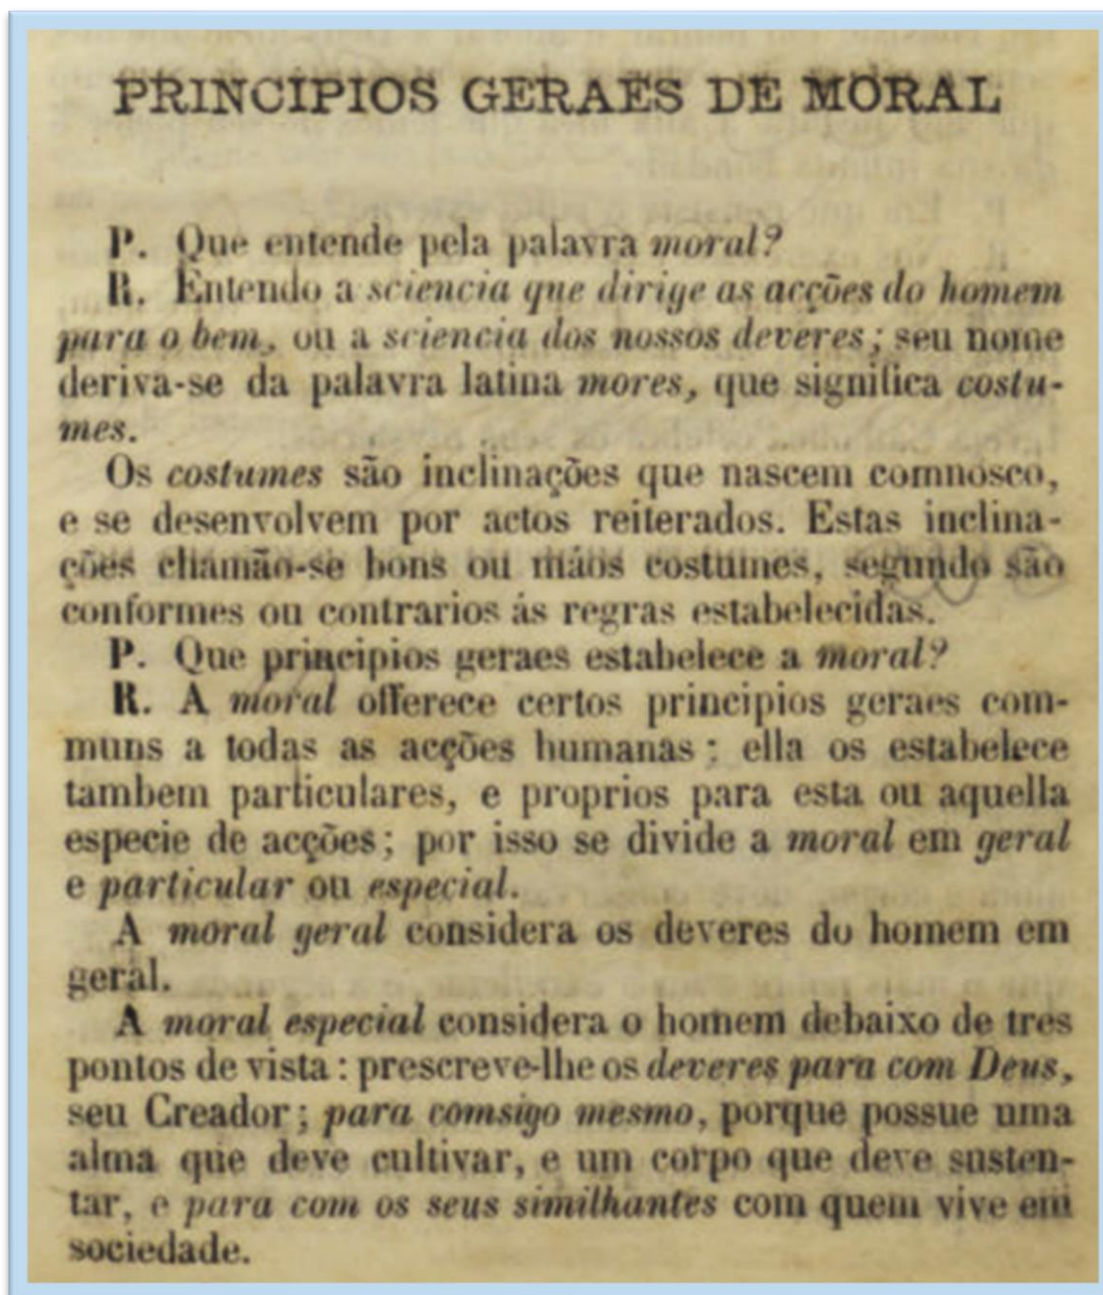 PRINCIPIOS GERAES DE MORAL
P. Que entende pela palavra moral?
R. Entendo a sciencia que dirige as acções do homem
para o bem, ou a sciencia dos nossos deveres; seu nome
deriva-se da palavra latina mores, que significa costu-
mes.
Os costumes são inclinações que nascem comnosco,
e se desenvolvem por actos reiterados. Estas inclina-
ções chamão-se bons ou máos costumes, segundo são
conformes ou contrarios ás regras estabelecidas.
P. Que principios geraes estabelece a moral?
R. A moral offerece certos principios geraes com-
muns a todas as acções humanas; ella os estabelece
tambem particulares, e proprios para esta ou aquella
especie de acções; por isso se divide a moral em geral
e particular ou especial.
A moral geral considera os deveres do homem em
geral.
A moral especial considera o homem debaixo de tres
pontos de vista: prescreve-lhe os deveres para com Deus,
seu Creador; para comsigo mesmo, porque possue uma
alma que deve cultivar, e um corpo que deve susten-
tar, e para com os seus similhantes com quem vive em
sociedade.